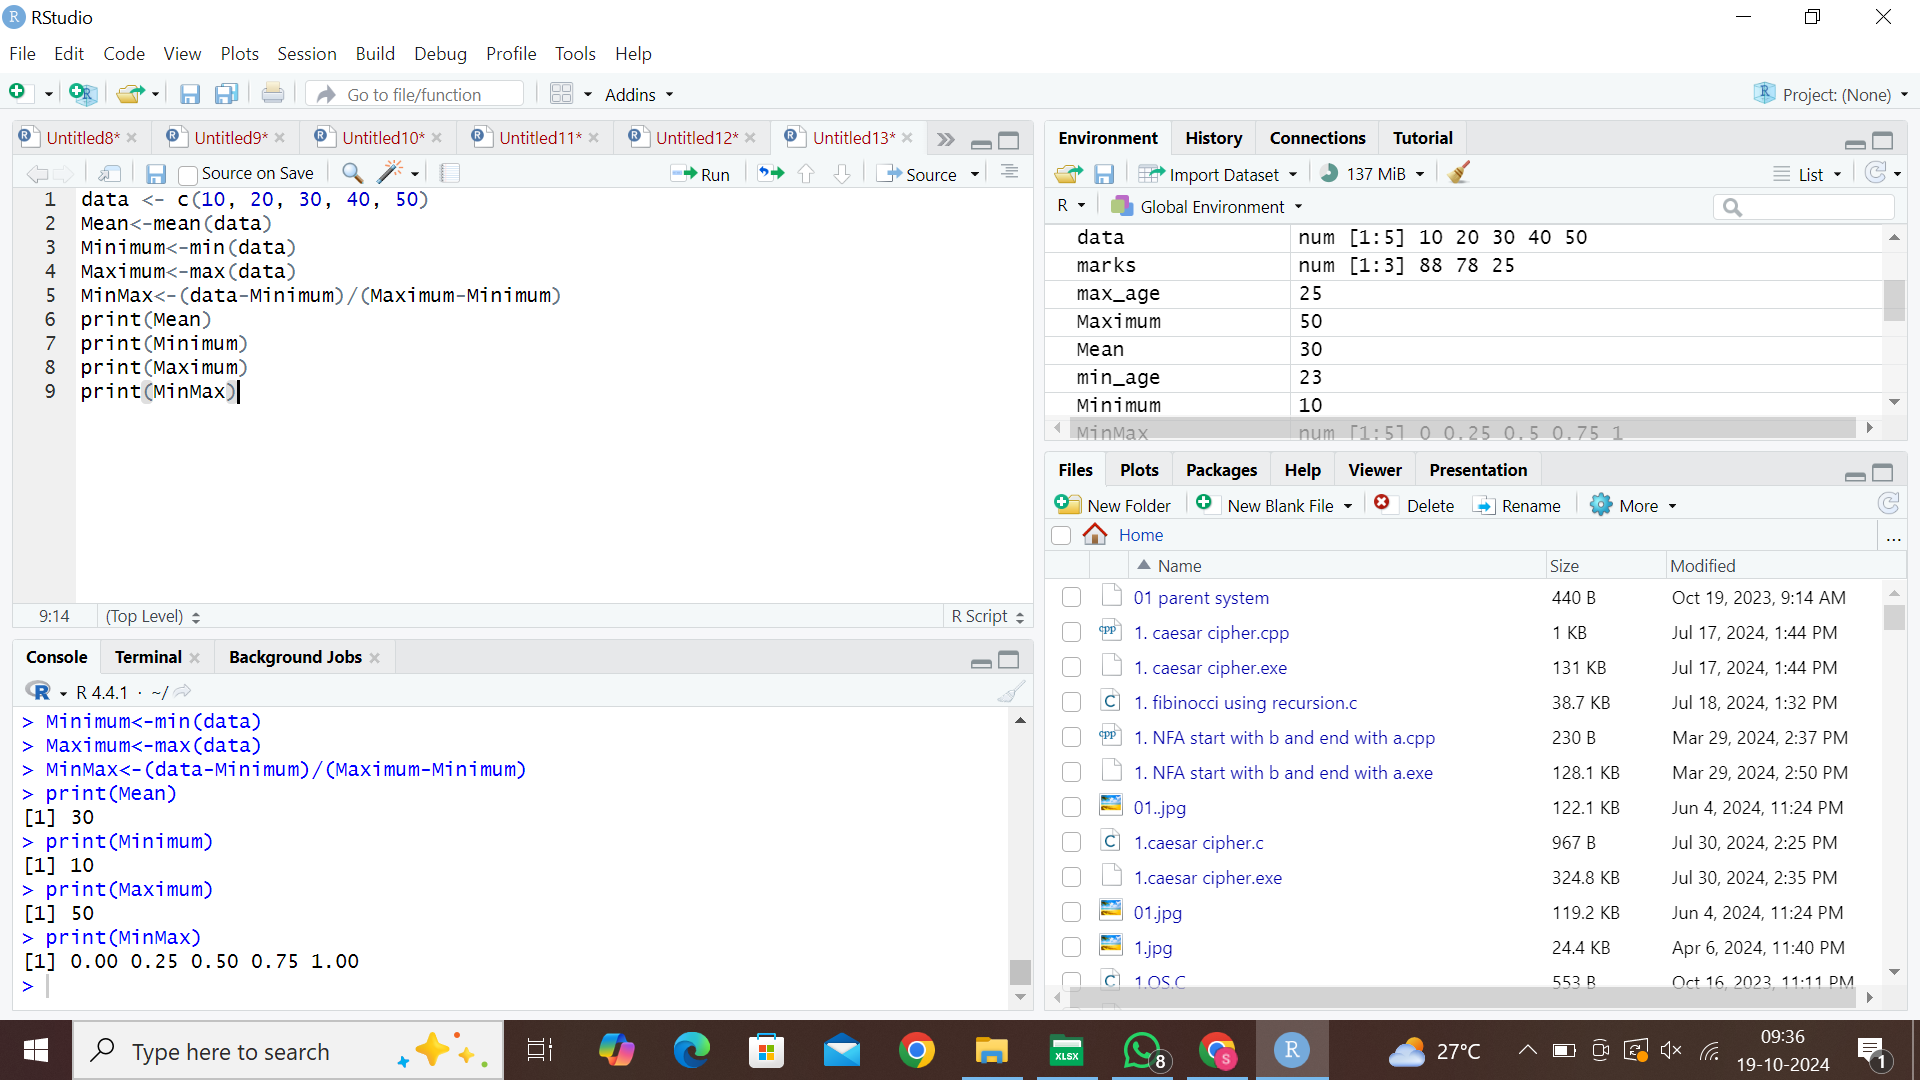 RStudio
File Edit Code View Plots Session Build Debug Profile Tools Help
Go to file/function
Addins
Project: (None)
Untitled8* Untitled9* Untitled10* Untitled11* Untitled12* Untitled13*
Source on Save
Run
Source
1 data <- c(10, 20, 30, 40, 50)
2 Mean<-mean(data)
3 Minimum<-min(data)
4 Maximum<-max(data)
5 MinMax<-(data-Minimum)/(Maximum-Minimum)
6 print(Mean)
7 print(Minimum)
8 print(Maximum)
9 print(MinMax)
9:14 (Top Level) R Script
Console Terminal Background Jobs
R 4.4.1 · ~/
> Minimum<-min(data)
> Maximum<-max(data)
> MinMax<-(data-Minimum)/(Maximum-Minimum)
> print(Mean)
[1] 30
> print(Minimum)
[1] 10
> print(Maximum)
[1] 50
> print(MinMax)
[1] 0.00 0.25 0.50 0.75 1.00
>
Environment History Connections Tutorial
Import Dataset 137 MiB List
R Global Environment
data num [1:5] 10 20 30 40 50
marks num [1:3] 88 78 25
max_age 25
Maximum 50
Mean 30
min_age 23
Minimum 10
MinMax num [1:5] 0 0.25 0.5 0.75 1
Files Plots Packages Help Viewer Presentation
New Folder New Blank File Delete Rename More
Home ...
Name Size Modified
01 parent system 440 B Oct 19, 2023, 9:14 AM
1. caesar cipher.cpp 1 KB Jul 17, 2024, 1:44 PM
1. caesar cipher.exe 131 KB Jul 17, 2024, 1:44 PM
1. fibinocci using recursion.c 38.7 KB Jul 18, 2024, 1:32 PM
1. NFA start with b and end with a.cpp 230 B Mar 29, 2024, 2:37 PM
1. NFA start with b and end with a.exe 128.1 KB Mar 29, 2024, 2:50 PM
01..jpg 122.1 KB Jun 4, 2024, 11:24 PM
1.caesar cipher.c 967 B Jul 30, 2024, 2:25 PM
1.caesar cipher.exe 324.8 KB Jul 30, 2024, 2:35 PM
01.jpg 119.2 KB Jun 4, 2024, 11:24 PM
1.jpg 24.4 KB Apr 6, 2024, 11:40 PM
1.OS.C 553 B Oct 16, 2023, 11:11 PM
Type here to search
XLSX
8
S
R
27°C
09:36
19-10-2024
1